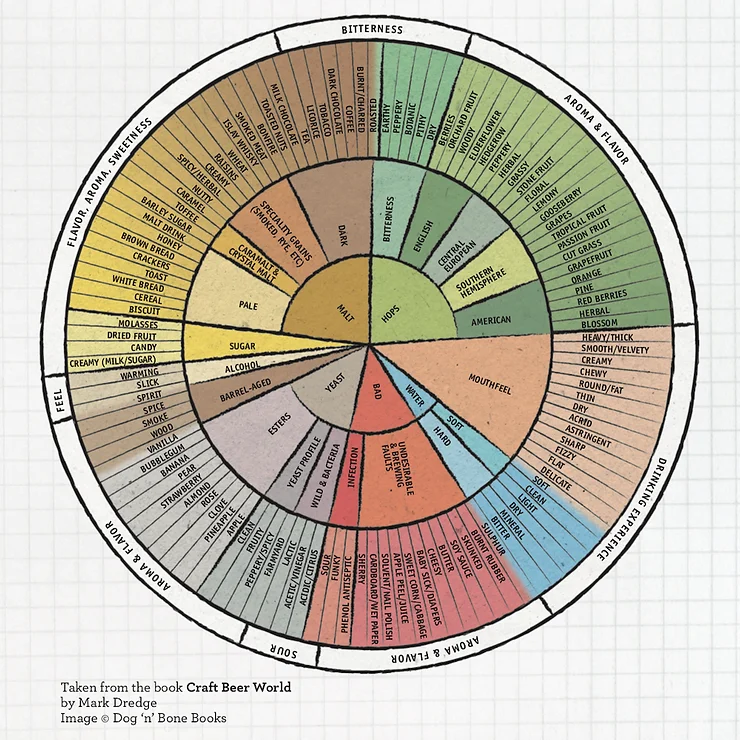 BITTERNESS
AROMA & FLAVOR
DRINKING EXPERIENCE
AROMA & FLAVOR
SOUR
AROMA & FLAVOR
FEEL
FLAVOR, AROMA, SWEETNESS
HOPS
BITTERNESS
ENGLISH
CENTRAL
EUROPEAN
SOUTHERN
HEMISPHERE
AMERICAN
MOUTHFEEL
WATER
SOFT
HARD
BAD
UNDESIRABLE
& BREWING
FAULTS
INFECTION
YEAST
WILD & BACTERIA
YEAST PROFILE
ESTERS
BARREL-AGED
ALCOHOL
SUGAR
MALT
PALE
CARAMALT &
CRYSTAL MALT
SPECIALITY GRAINS
(SMOKED, RYE, ETC)
DARK
ROASTED
EARTHY
PEPPERY
BOTANIC
PITHY
DRY
BERRIES
ORCHARD FRUIT
WOODY
ELDERFLOWER
HEDGEROW
PEPPERY
HERBAL
GRASSY
STONE FRUIT
FLORAL
LEMONY
GOOSEBERRY
GRAPES
TROPICAL FRUIT
PASSION FRUIT
CUT GRASS
GRAPEFRUIT
ORANGE
PINE
RED BERRIES
HERBAL
BLOSSOM
HEAVY/THICK
SMOOTH/VELVETY
CREAMY
CHEWY
ROUND/FAT
THIN
DRY
ACRID
ASTRINGENT
SHARP
FIZZY
FLAT
DELICATE
SOFT
CLEAN
LIGHT
DRY
MINERAL
BITTER
SULPHUR
BURNT RUBBER
SKUNKED
SOY SAUCE
BUTTER
CHEESY
BABY SICK/DIAPERS
SWEET CORN/CABBAGE
APPLE PEEL/JUICE
SOLVENT/NAIL POLISH
CARDBOARD/WET PAPER
SHERRY
PHENOL ANTISEPTIC
FUNKY
SOUR
ACIDIC/CITRUS
ACETIC/VINEGAR
LACTIC
FARMYARD
PEPPERY/SPICY
FRUITY
CLEAN
APPLE
PINEAPPLE
CLOVE
ROSE
ALMOND
STRAWBERRY
PEAR
BANANA
BUBBLEGUM
VANILLA
WOOD
SMOKE
SPICE
SPIRIT
SLICK
WARMING
CREAMY (MILK/SUGAR)
CANDY
DRIED FRUIT
MOLASSES
BISCUIT
CEREAL
WHITE BREAD
TOAST
CRACKERS
BROWN BREAD
HONEY
MALT DRINK
BARLEY SUGAR
TOFFEE
CARAMEL
NUTTY
SPICY/HERBAL
RAISINS
CREAMY
WHEAT
ISLAY WHISKY
SMOKED MEAT
BONFIRE
TOASTED NUTS
MILK CHOCOLATE
TEA
LICORICE
TOBACCO
DARK CHOCOLATE
COFFEE
BURNT/CHARRED
Taken from the book Craft Beer World
by Mark Dredge
Image © Dog 'n' Bone Books